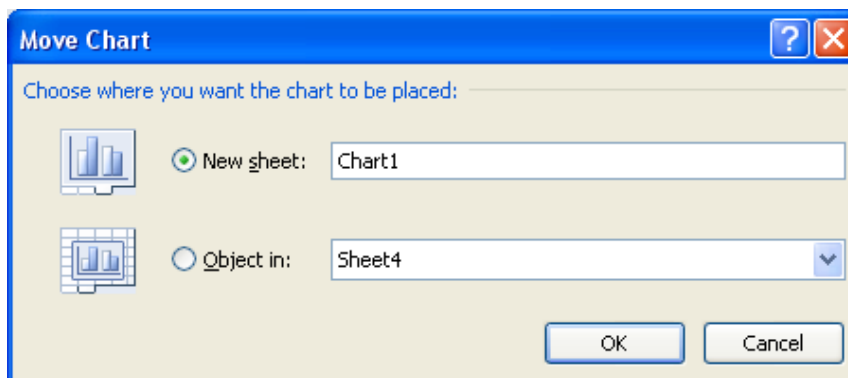 Move Chart
Choose where you want the chart to be placed:
New sheet: Chart1
Object in: Sheet4
OK Cancel